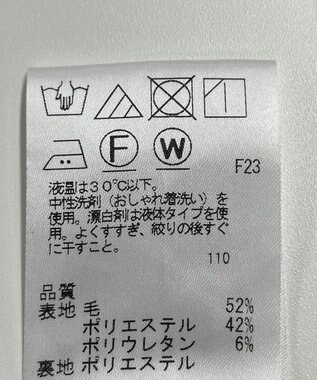 F W
F23
液温は30℃以下。
中性洗剤(おしゃれ着洗い)を
使用。漂白剤は液体タイプを使
用。よくすすぎ、絞りの後すぐ
に干すこと。
110
品質
表地 毛 52%
ポリエステル 42%
ポリウレタン 6%
裏地 ポリエステル